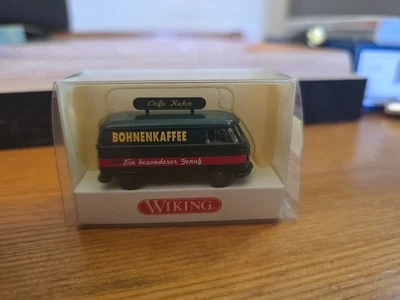 Cafe Kuhn
BOHNENKAFFEE
Ein besonderer Genuß
WIKING